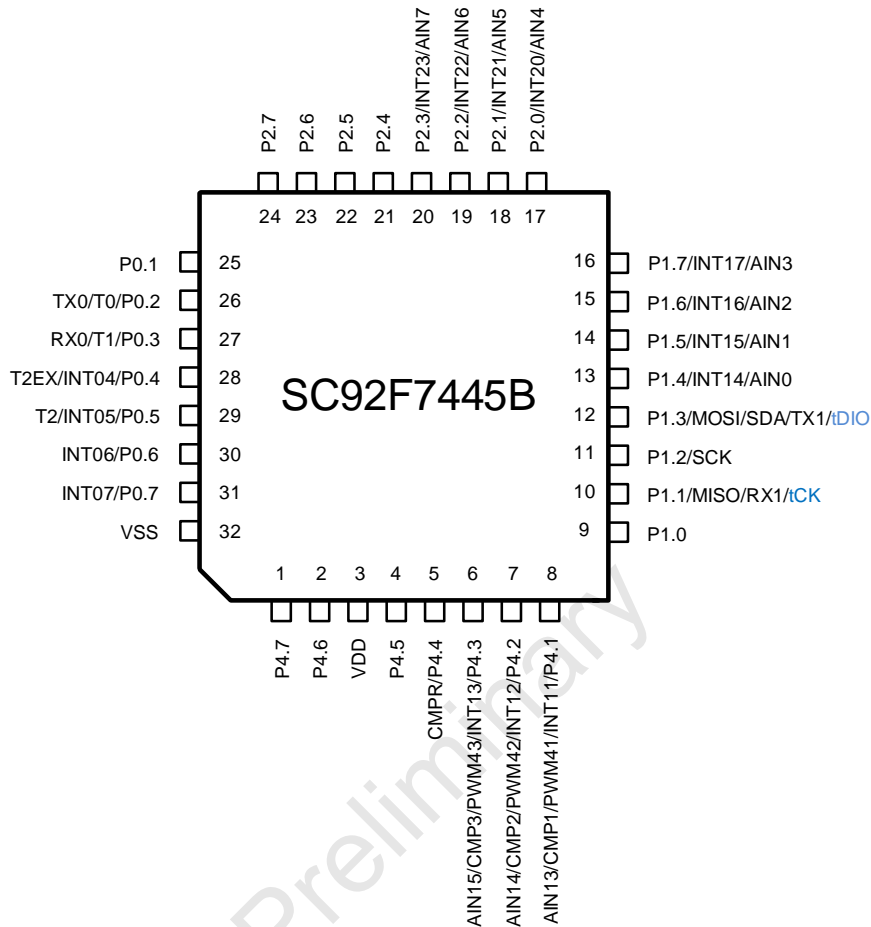 P2.7
P2.6
P2.5
P2.4
P2.3/INT23/AIN7
P2.2/INT22/AIN6
P2.1/INT21/AIN5
P2.0/INT20/AIN4
24 23 22 21 20 19 18 17
P0.1 25
TX0/T0/P0.2 26
RX0/T1/P0.3 27
T2EX/INT04/P0.4 28
T2/INT05/P0.5 29
INT06/P0.6 30
INT07/P0.7 31
VSS 32
SC92F7445B
16 P1.7/INT17/AIN3
15 P1.6/INT16/AIN2
14 P1.5/INT15/AIN1
13 P1.4/INT14/AIN0
12 P1.3/MOSI/SDA/TX1/tDIO
11 P1.2/SCK
10 P1.1/MISO/RX1/tCK
9 P1.0
1 2 3 4 5 6 7 8
P4.7
P4.6
VDD
P4.5
CMPR/P4.4
AIN15/CMP3/PWM43/INT13/P4.3
AIN14/CMP2/PWM42/INT12/P4.2
AIN13/CMP1/PWM41/INT11/P4.1
Preliminary